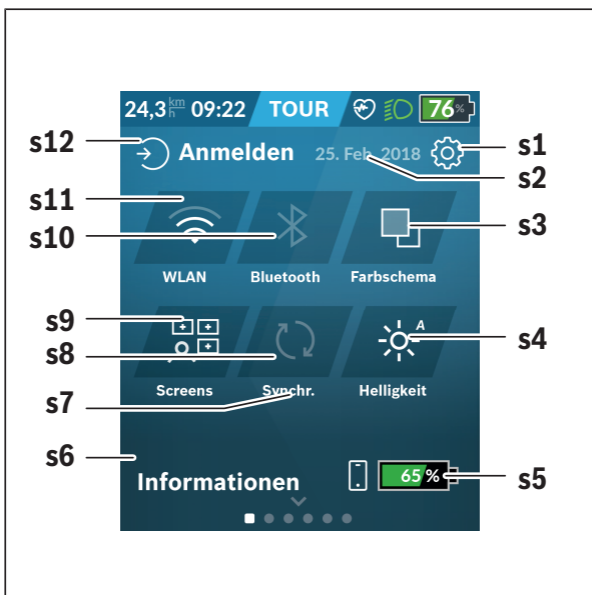 24,3 km/h 09:22 TOUR 76%
s12 Anmelden 25. Feb. 2018 s1
s2
s11
s10 s3
WLAN Bluetooth Farbschema
s9 A
s8 s4
s7
Screens Synchr. Helligkeit
s6
Informationen 65% s5